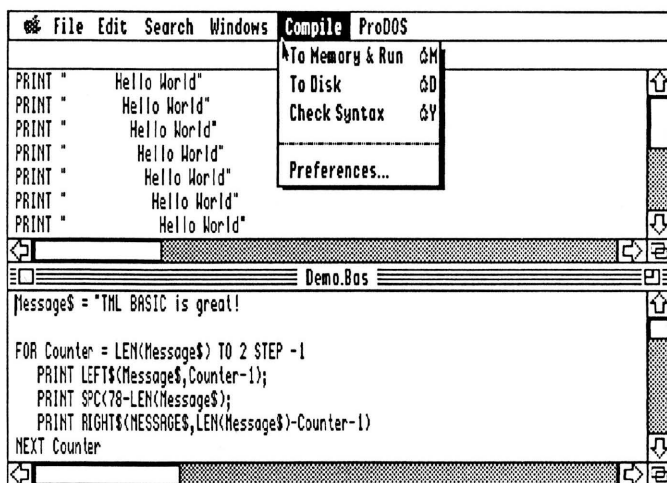 File Edit Search Windows Compile ProDOS
To Memory & Run M
To Disk D
Check Syntax Y
Preferences...
PRINT " Hello World"
PRINT " Hello World"
PRINT " Hello World"
PRINT " Hello World"
PRINT " Hello World"
PRINT " Hello World"
PRINT " Hello World"
Demo.Bas
Message$ = "TML BASIC is great!
FOR Counter = LEN(Message$) TO 2 STEP -1
PRINT LEFT$(Message$,Counter-1);
PRINT SPC(78-LEN(Message$);
PRINT RIGHT$(MESSAGE$,LEN(Message$)-Counter-1)
NEXT Counter